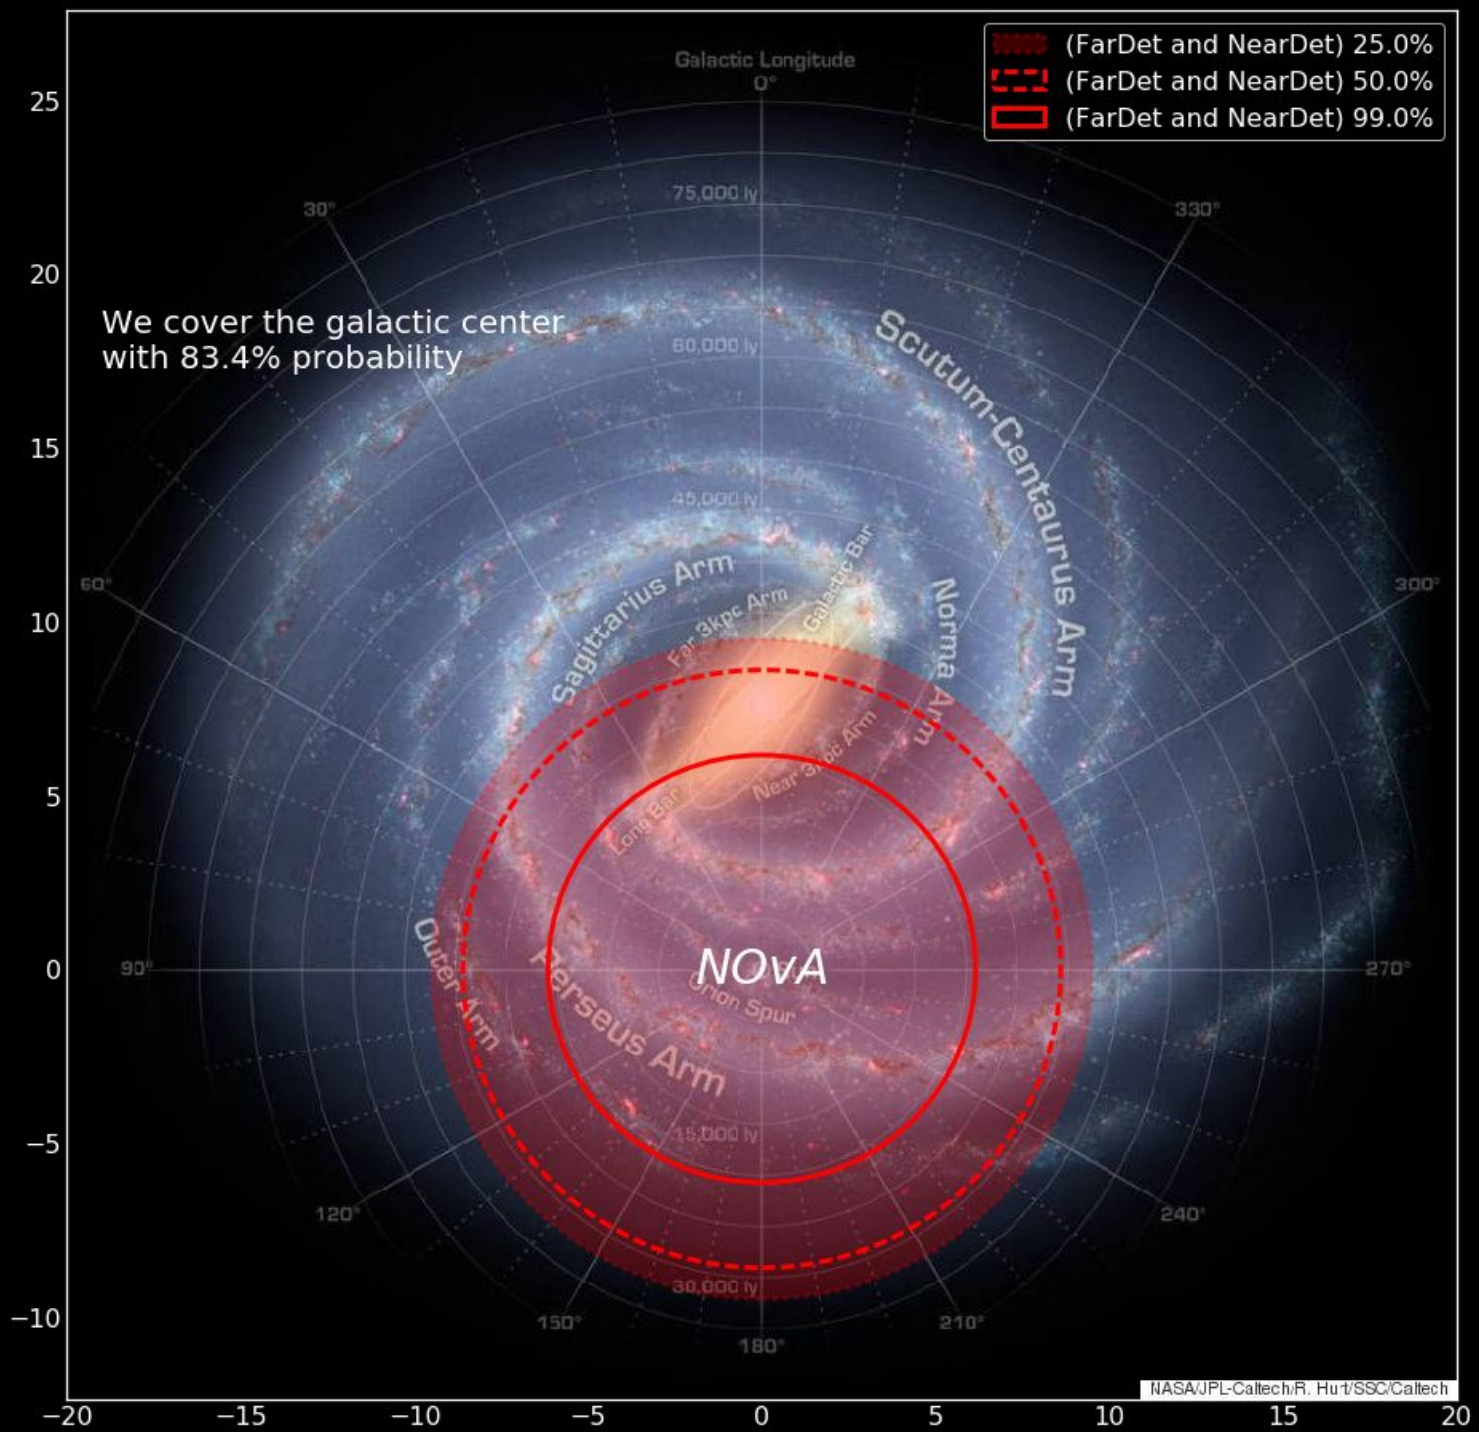 (FarDet and NearDet) 25.0%
(FarDet and NearDet) 50.0%
(FarDet and NearDet) 99.0%
Galactic Longitude
0°
25
75,000 ly
30°
330°
20
We cover the galactic center
with 83.4% probability
Scutum-Centaurus Arm
60,000 ly
15
45,000 ly
Galactic Bar
Sagittarius Arm
Far 3kpc Arm
Norma Arm
60°
300°
10
Near 3kpc Arm
Long Bar
5
Outer Arm
Perseus Arm
NOvA
Orion Spur
0
90°
270°
15,000 ly
−5
120°
240°
30,000 ly
−10
150°
210°
180°
NASA/JPL-Caltech/R. Hurt/SSC/Caltech
−20 −15 −10 −5 0 5 10 15 20